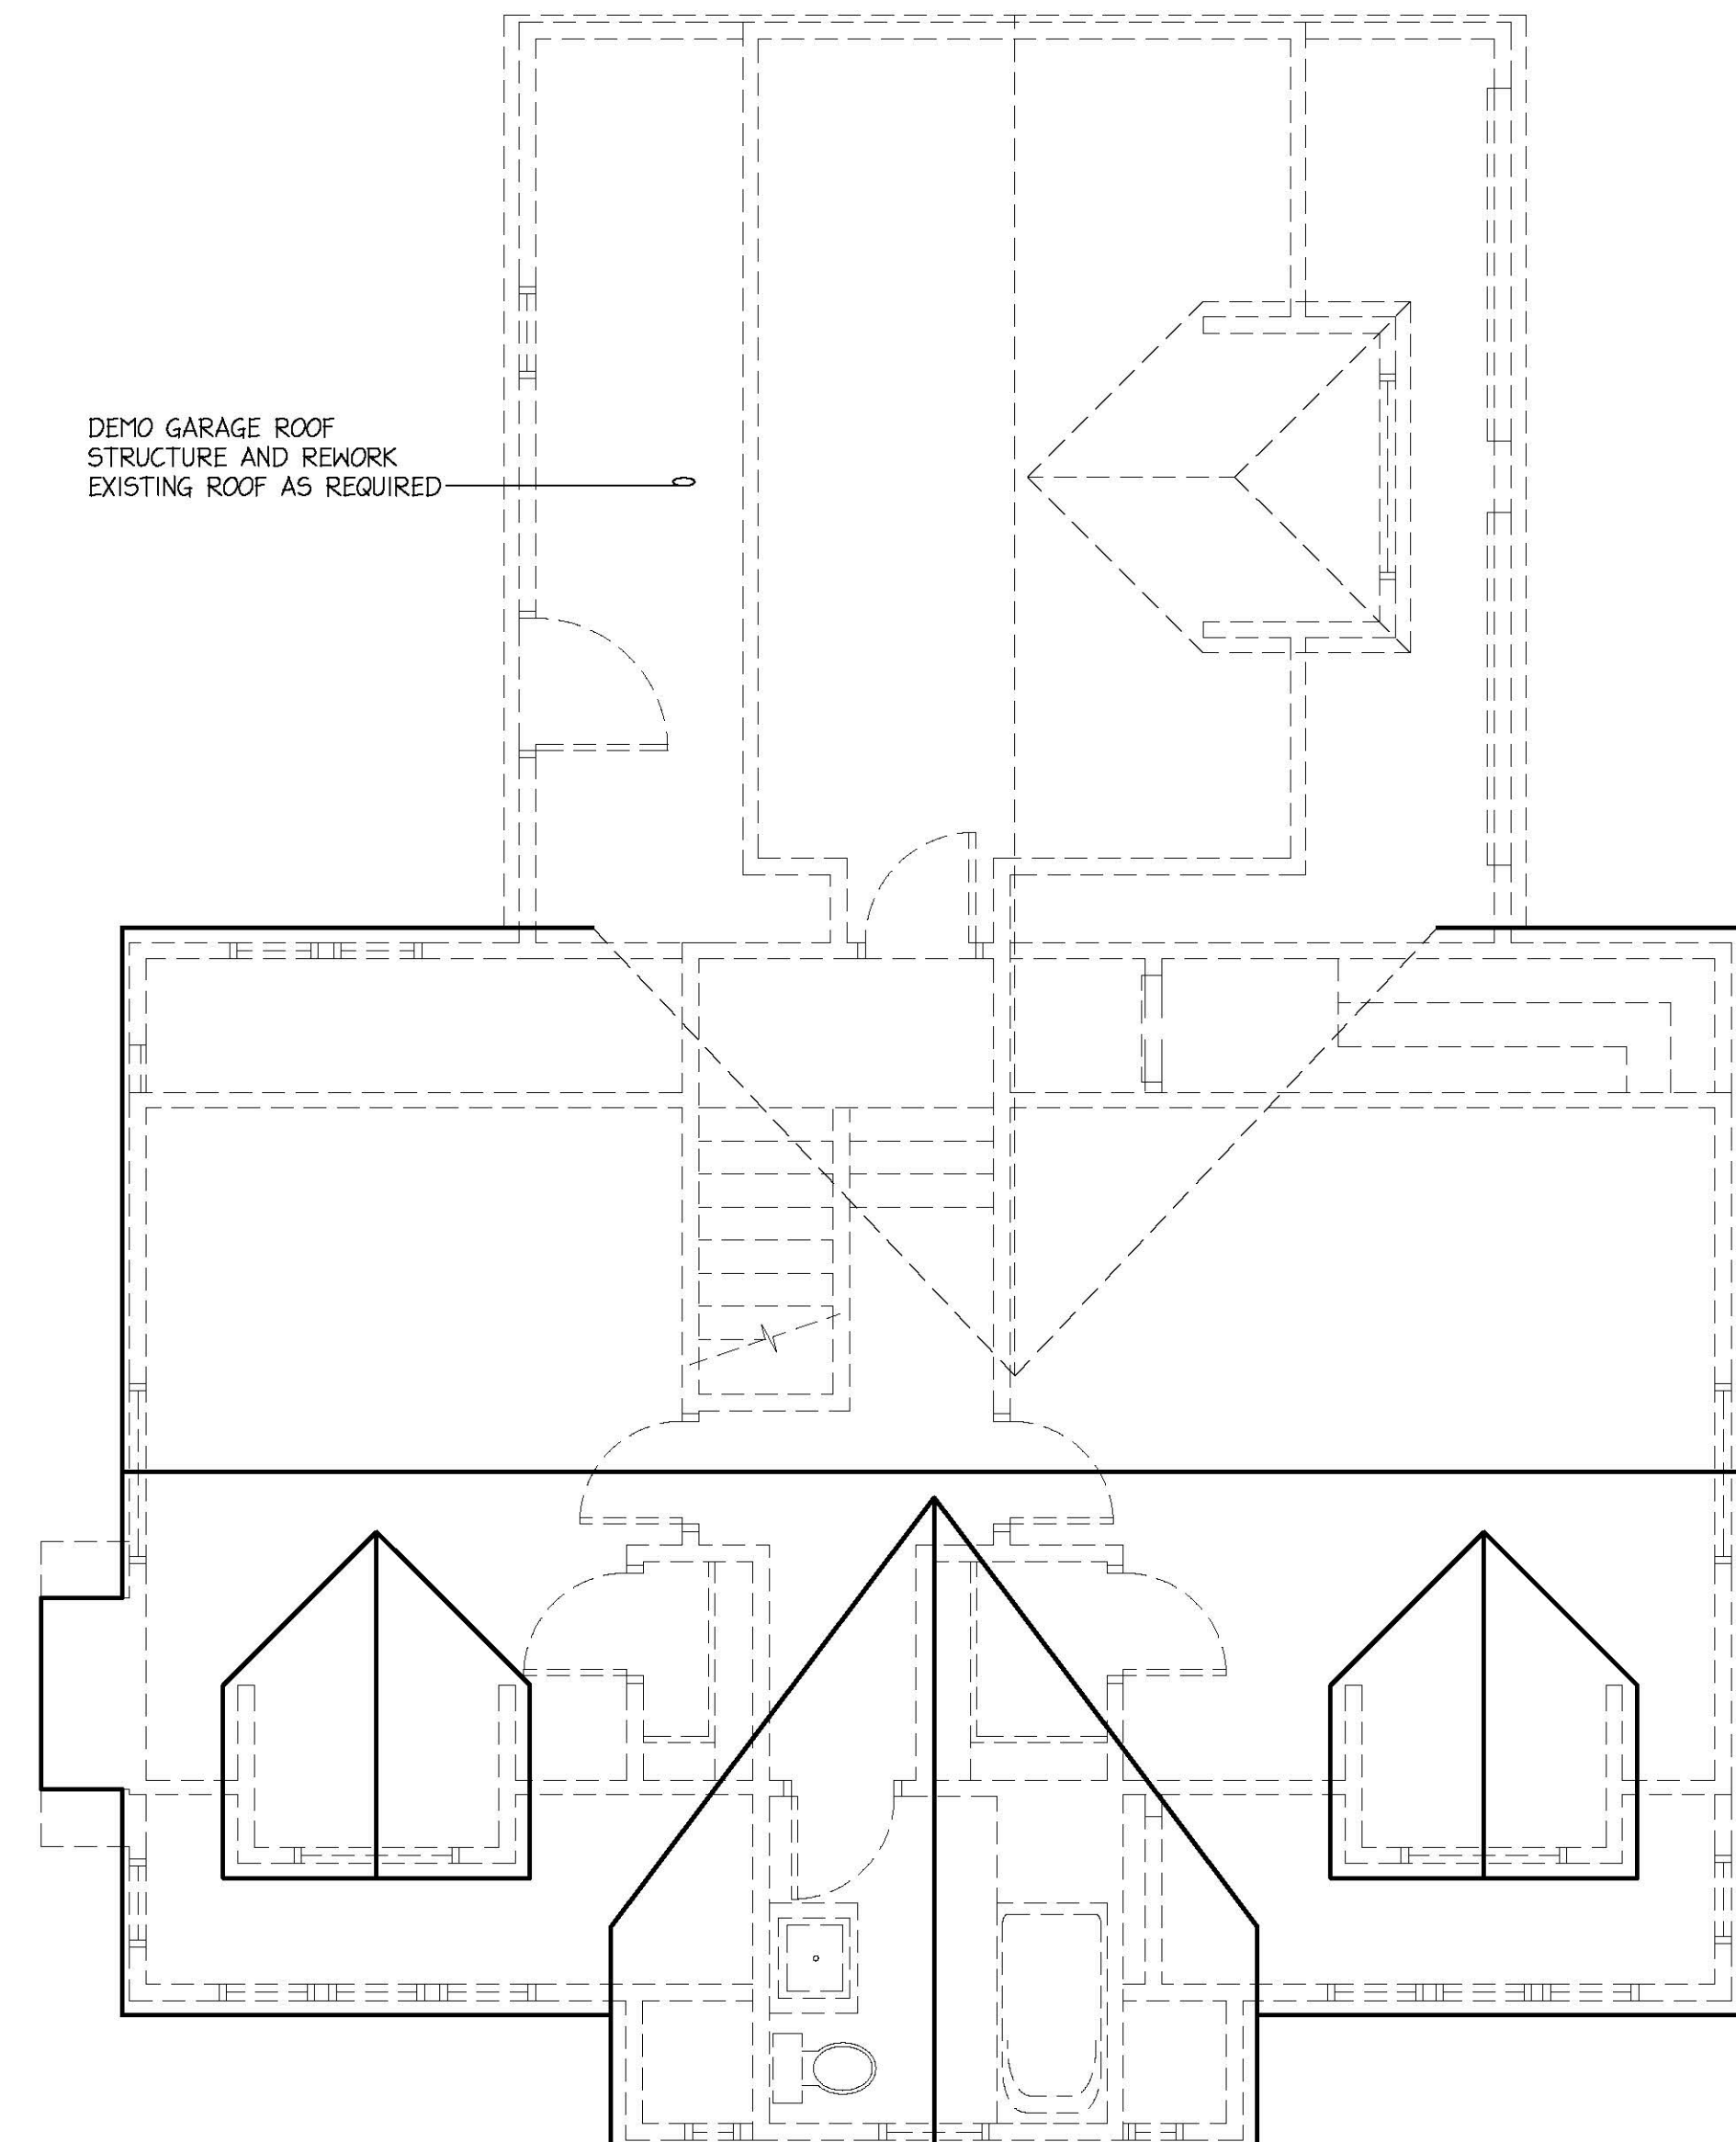 DEMO GARAGE ROOF
STRUCTURE AND REWORK
EXISTING ROOF AS REQUIRED